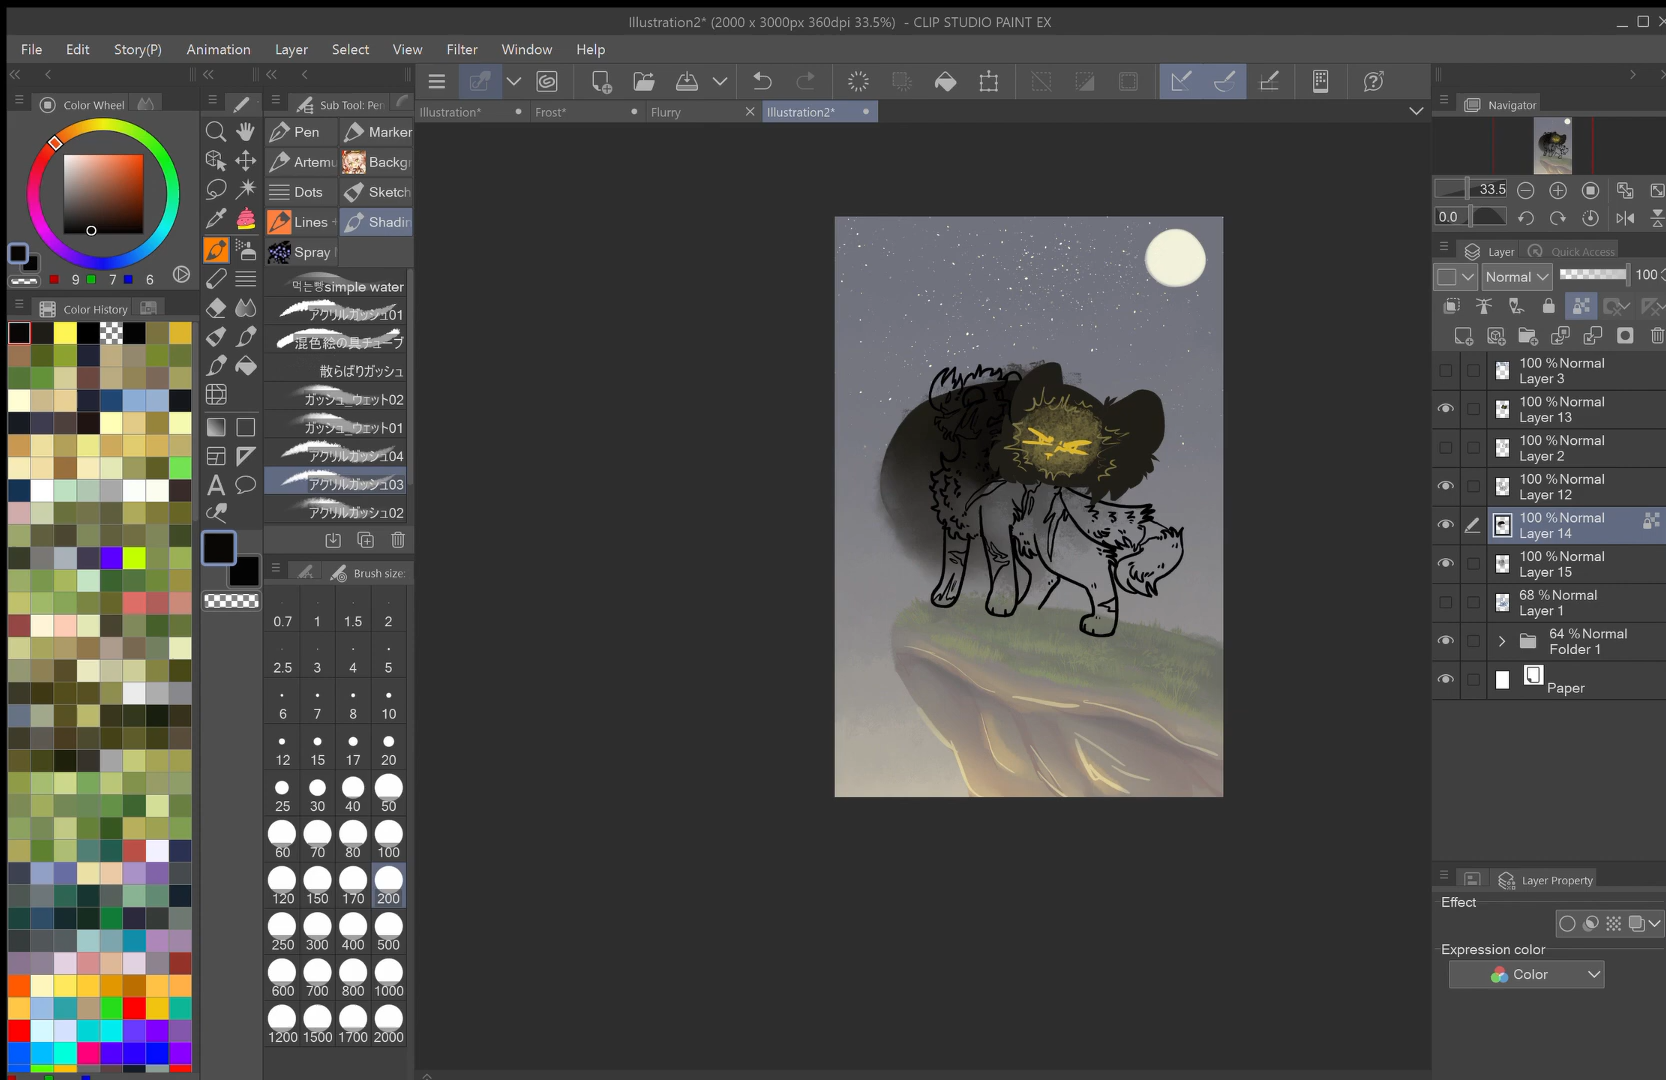 Illustration2* (2000 x 3000px 360dpi 33.5%) - CLIP STUDIO PAINT EX
File Edit Story(P) Animation Layer Select View Filter Window Help
Color Wheel
Sub Tool: Pen
Illustration* Frost* Flurry Illustration2*
Navigator
Pen Marker
Artemu Backgr
Dots Sketch
Lines + Shadin
Spray
33.5
0.0
9 7 6
Color History
먹는빵simple water
アクリルガッシュ01
混色絵の具チューブ
散らばりガッシュ
ガッシュ_ウェット02
ガッシュ_ウェット01
アクリルガッシュ04
アクリルガッシュ03
アクリルガッシュ02
Brush size:
0.7 1 1.5 2
2.5 3 4 5
6 7 8 10
12 15 17 20
25 30 40 50
60 70 80 100
120 150 170 200
250 300 400 500
600 700 800 1000
1200 1500 1700 2000
Layer Quick Access
Normal 100
100 %Normal
Layer 3
100 %Normal
Layer 13
100 %Normal
Layer 2
100 %Normal
Layer 12
100 %Normal
Layer 14
100 %Normal
Layer 15
68 %Normal
Layer 1
64 %Normal
Folder 1
Paper
Layer Property
Effect
Expression color
Color